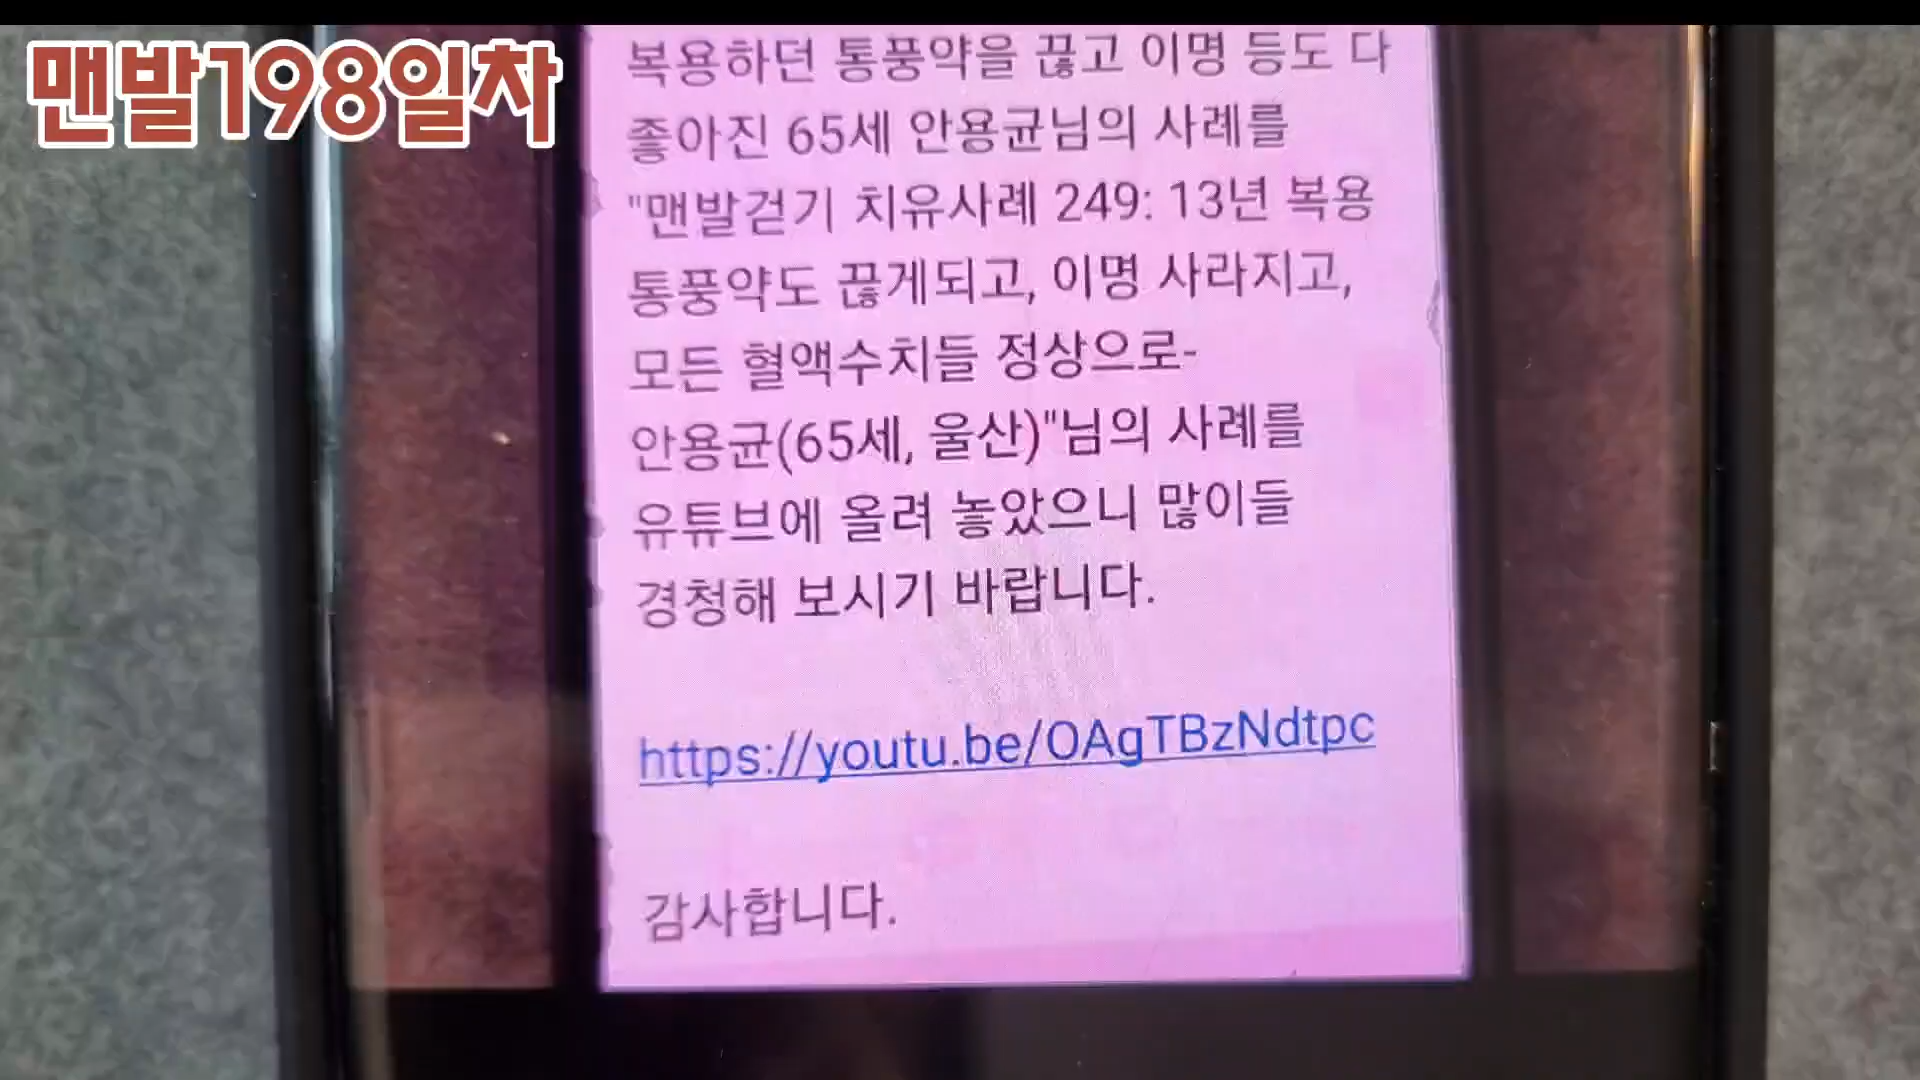 맨발198일차
복용하던 통풍약을 끊고 이명 등도 다
좋아진 65세 안용균님의 사례를
"맨발걷기 치유사례 249: 13년 복용
통풍약도 끊게되고, 이명 사라지고,
모든 혈액수치들 정상으로-
안용균(65세, 울산)"님의 사례를
유튜브에 올려 놓았으니 많이들
경청해 보시기 바랍니다.
https://youtu.be/OAgTBzNdtpc
감사합니다.